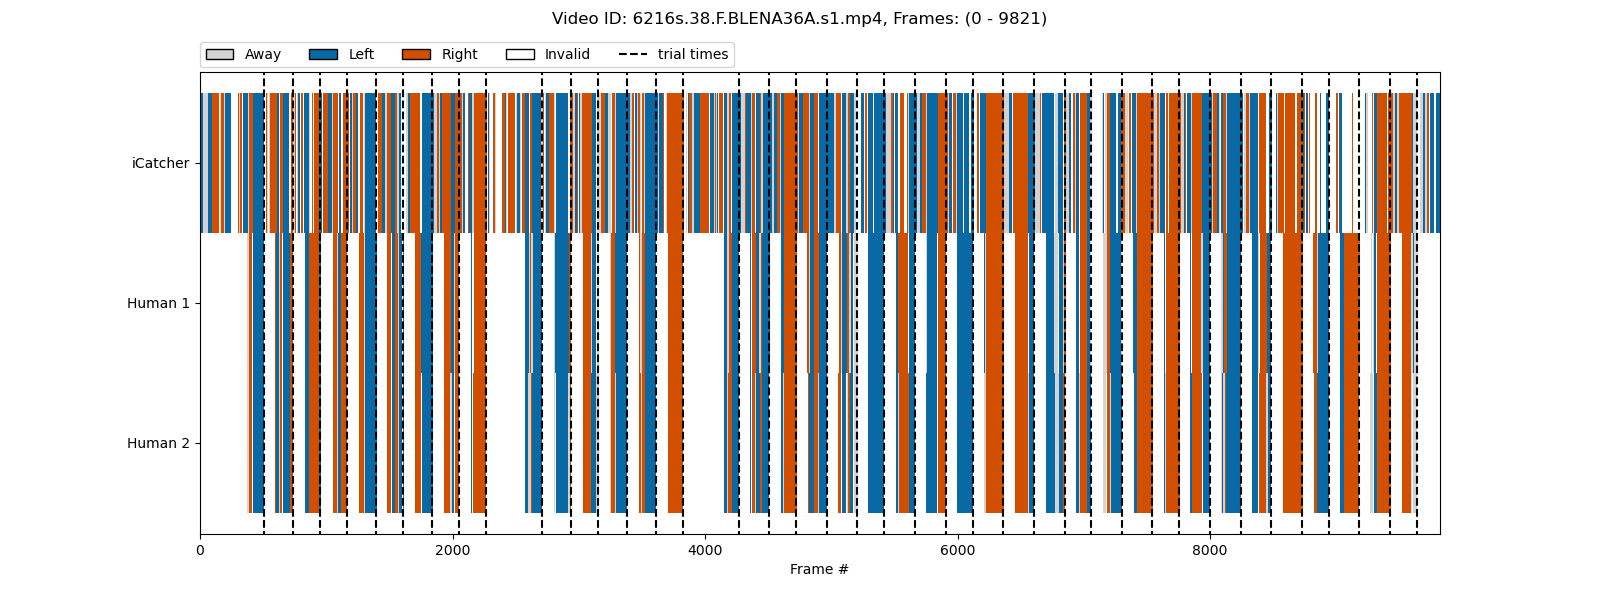 Video ID: 6216s.38.F.BLENA36A.s1.mp4, Frames: (0 - 9821)
Away Left Right Invalid trial times
iCatcher
Human 1
Human 2
0 2000 4000 6000 8000
Frame #